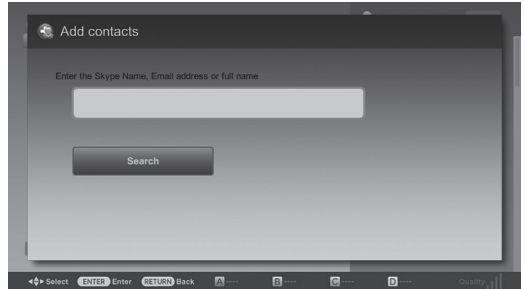 Add contacts
Enter the Skype Name, Email address or full name
Search
Select ENTER Enter RETURN Back A ---- B ---- C ---- D ---- Quality